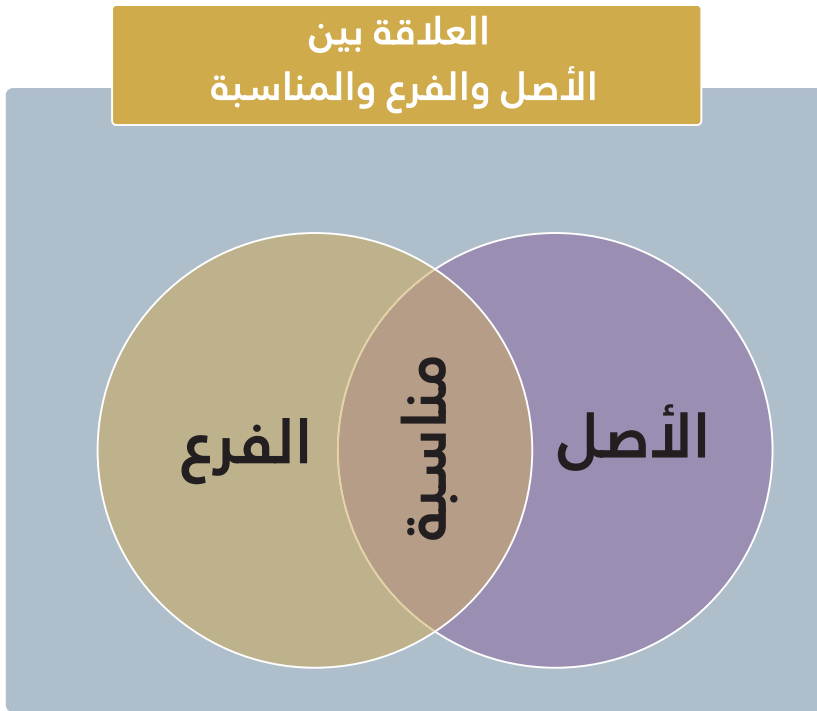 العلاقة بين
الأصل والفرع والمناسبة
الأصل
مناسبة
الفرع